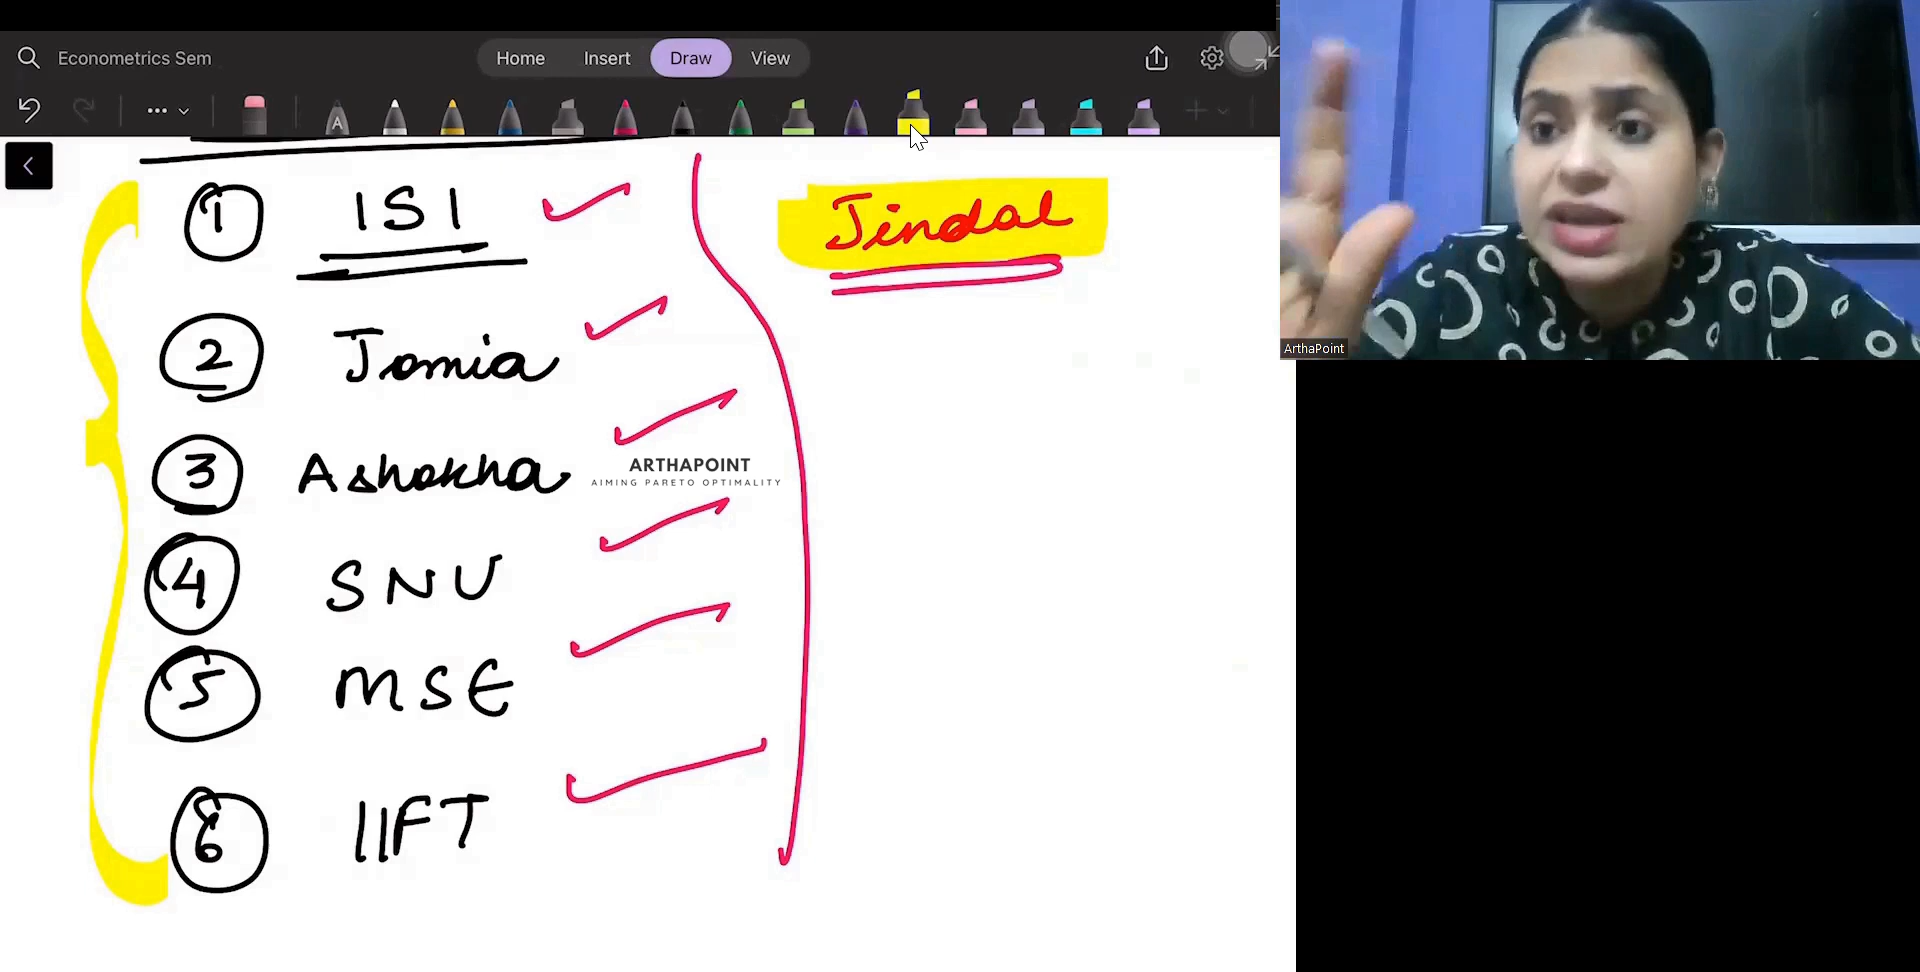 Econometrics Sem
Home Insert Draw View
A
1 ISI
Jindal
2 Jamia
3 Ashokha
ARTHAPOINT
AIMING PARETO OPTIMALITY
4 SNU
5 MSE
6 IIFT
ArthaPoint